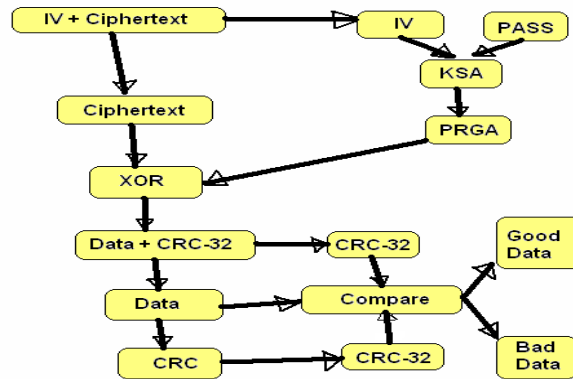 IV + Ciphertext
IV
PASS
KSA
Ciphertext
PRGA
XOR
Data + CRC-32
CRC-32
Good
Data
Data
Compare
CRC
CRC-32
Bad
Data